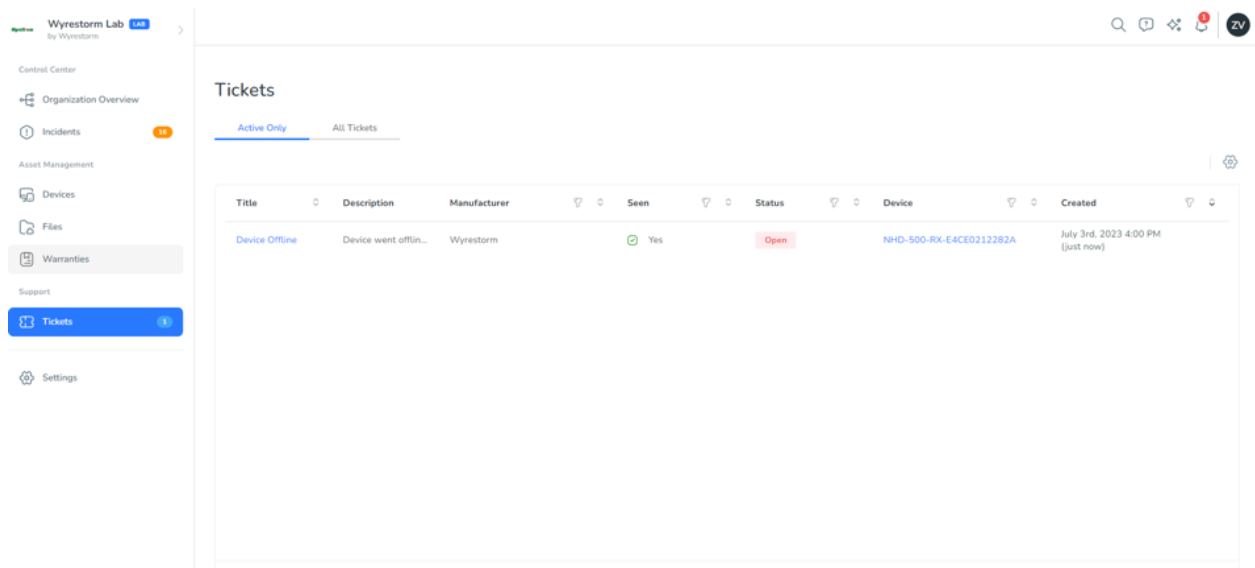 Wyrestorm Lab LAB
by Wyrestorm
1
ZV
Control Center
Organization Overview
Incidents 16
Asset Management
Devices
Files
Warranties
Support
Tickets 1
Settings
Tickets
Active Only All Tickets
Title Description Manufacturer Seen Status Device Created
Device Offline Device went offlin... Wyrestorm Yes Open NHD-500-RX-E4CE0212282A July 3rd, 2023 4:00 PM
(just now)